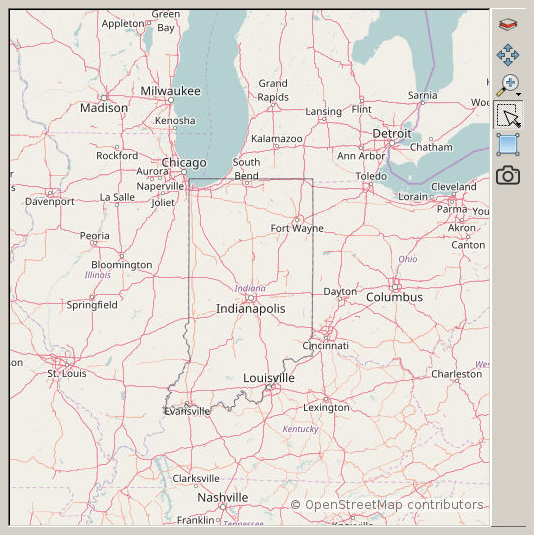 Green
Bay
Appleton
Grand
Rapids
Milwaukee
Madison
Sarnia
Lansing
Flint
Kenosha
Detroit
Kalamazoo
Chatham
Rockford
Ann Arbor
Chicago
South
Bend
Aurora
Toledo
Naperville
Cleveland
Davenport
La Salle
Joliet
Lorain
Parma
You
Fort Wayne
Akron
Peoria
Canton
Bloomington
Ohio
Illinois
Indiana
Dayton
Columbus
Springfield
Indianapolis
Cincinnati
on
St. Louis
Wes
Louisville
Charleston
Evansville
Lexington
Kentucky
Clarksville
Nashville
© OpenStreetMap contributors
Franklin
Tennessee